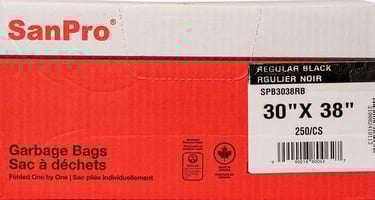 SanPro®
REGULAR BLACK
RGULIER NOIR
SPB3038RB
30"X 38"
250/CS
Garbage Bags
Sac à déchets
Folded One by One | Sac pliés individuellement